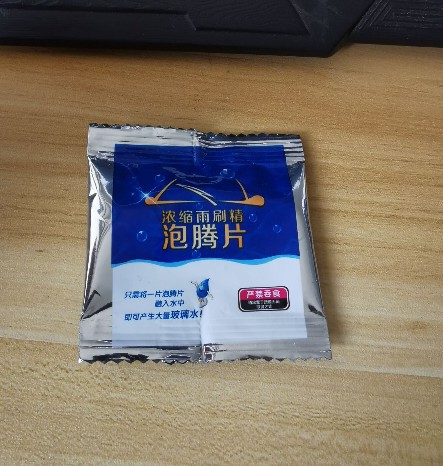 浓缩雨刷精
泡腾片
只需将一片泡腾片
融入水中
即可产生大量玻璃水
严禁吞食